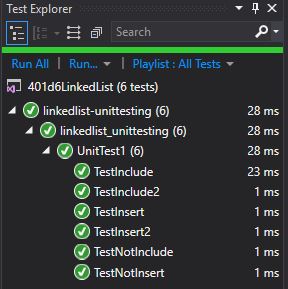 Test Explorer
Search
Run All | Run... | Playlist : All Tests
401d6LinkedList (6 tests)
linkedlist-unittesting (6) 28 ms
linkedlist_unittesting (6) 28 ms
UnitTest1 (6) 28 ms
TestInclude 23 ms
TestInclude2 1 ms
TestInsert 1 ms
TestInsert2 1 ms
TestNotInclude 1 ms
TestNotInsert 1 ms